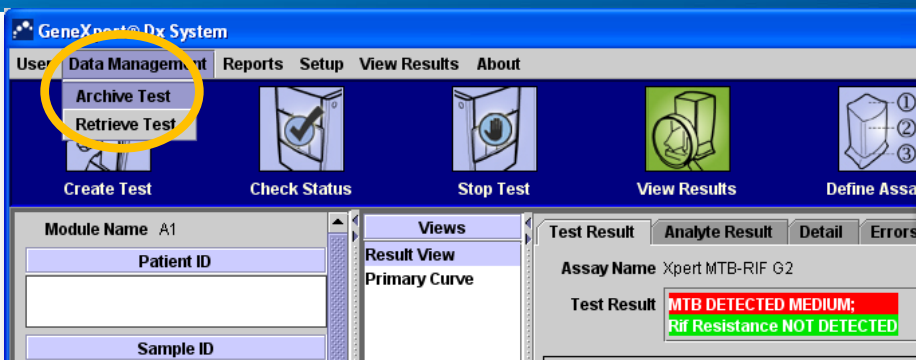 GeneXpert® Dx System
User Data Management Reports Setup View Results About
Archive Test
Retrieve Test
Create Test Check Status Stop Test View Results Define Assa
1
2
3
Module Name A1
Patient ID
Sample ID
Views
Result View
Primary Curve
Test Result Analyte Result Detail Errors
Assay Name Xpert MTB-RIF G2
Test Result MTB DETECTED MEDIUM;
Rif Resistance NOT DETECTED